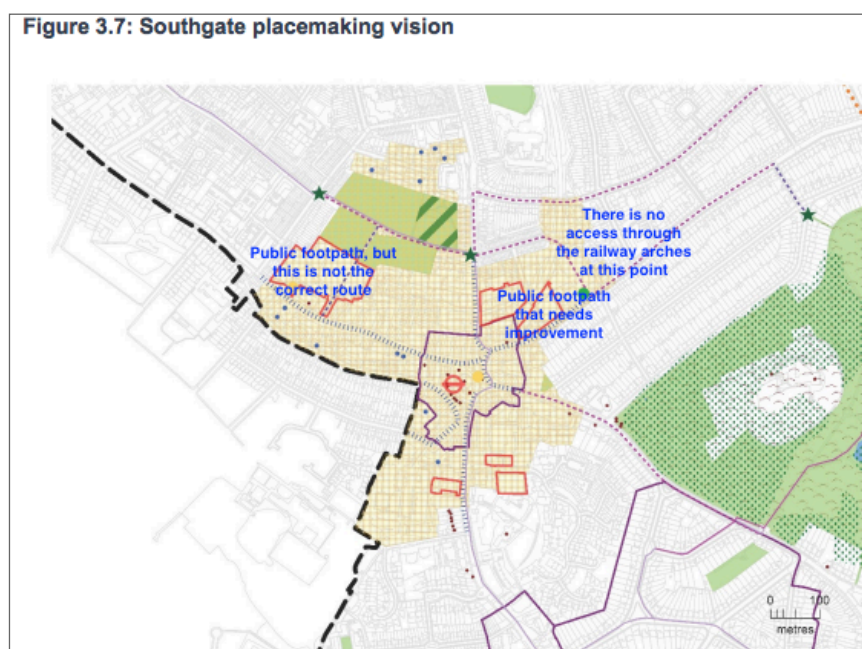 Figure 3.7: Southgate placemaking vision
There is no
access through
the railway arches
at this point
Public footpath, but
this is not the
correct route
Public footpath
that needs
improvement
0 100
metres